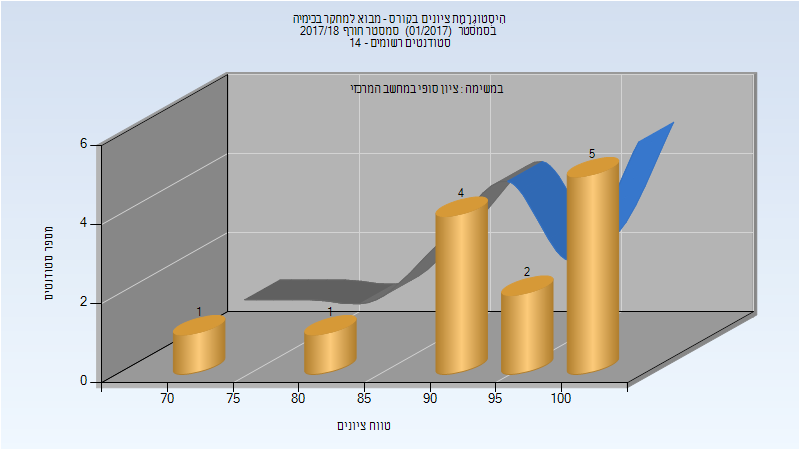 היסטוגרמת ציונים בקורס - מבוא למחקר בכימיה
בסמסטר (01/2017) סמסטר חורף 2017/18
סטודנטים רשומים - 14
במשימה : ציון סופי במחשב המרכזי
מספר סטודנטים
6
4
2
0
1
1
4
2
5
70 75 80 85 90 95 100
טווח ציונים